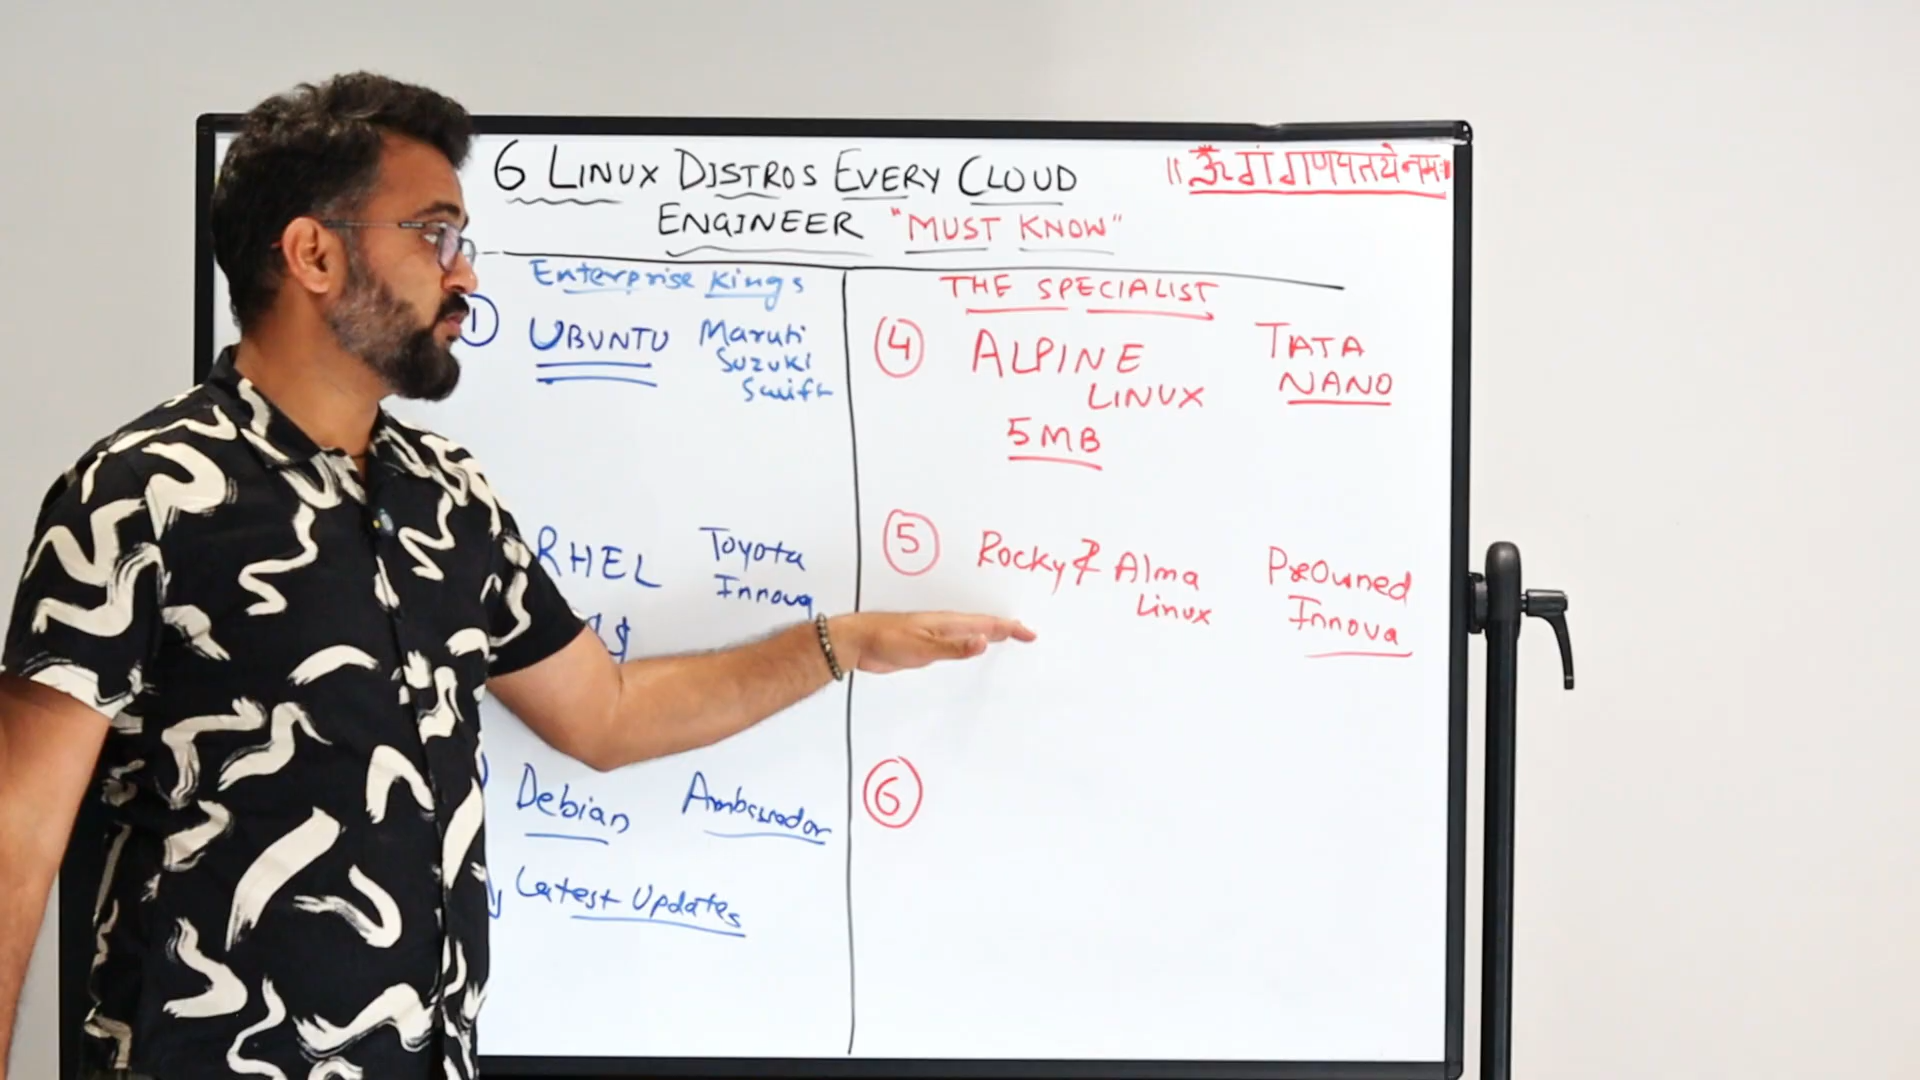 6 LINUX DISTROS EVERY CLOUD
ENGINEER "MUST KNOW"
॥ ॐ गं गणपतये नमः॥
Enterprise Kings
1 UBUNTU Maruti
Suzuki
Swift
RHEL Toyota
Innova
$
Debian Ambassador
Latest Updates
THE SPECIALIST
4 ALPINE TATA
LINUX NANO
5MB
5 Rocky & Alma PreOwned
Linux Innova
6